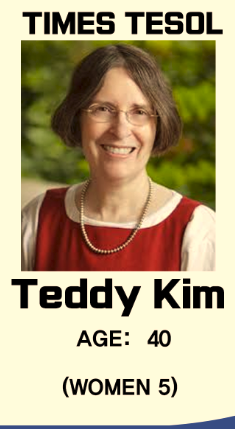 TIMES TESOL
Teddy Kim
AGE: 40
(WOMEN 5)